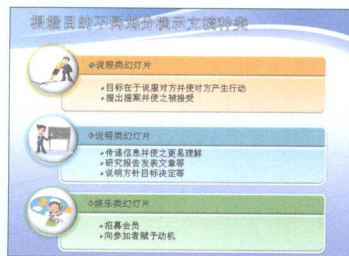 根据目的不同划分演示文稿种类
说服类幻灯片
目标在于说服对方并使对方产生行动
提出提案并使之被接受
说明类幻灯片
传递信息并使之更易理解
研究报告发表文章等
说明方针目标决定等
娱乐类幻灯片
招募会员
向参加者赋予动机